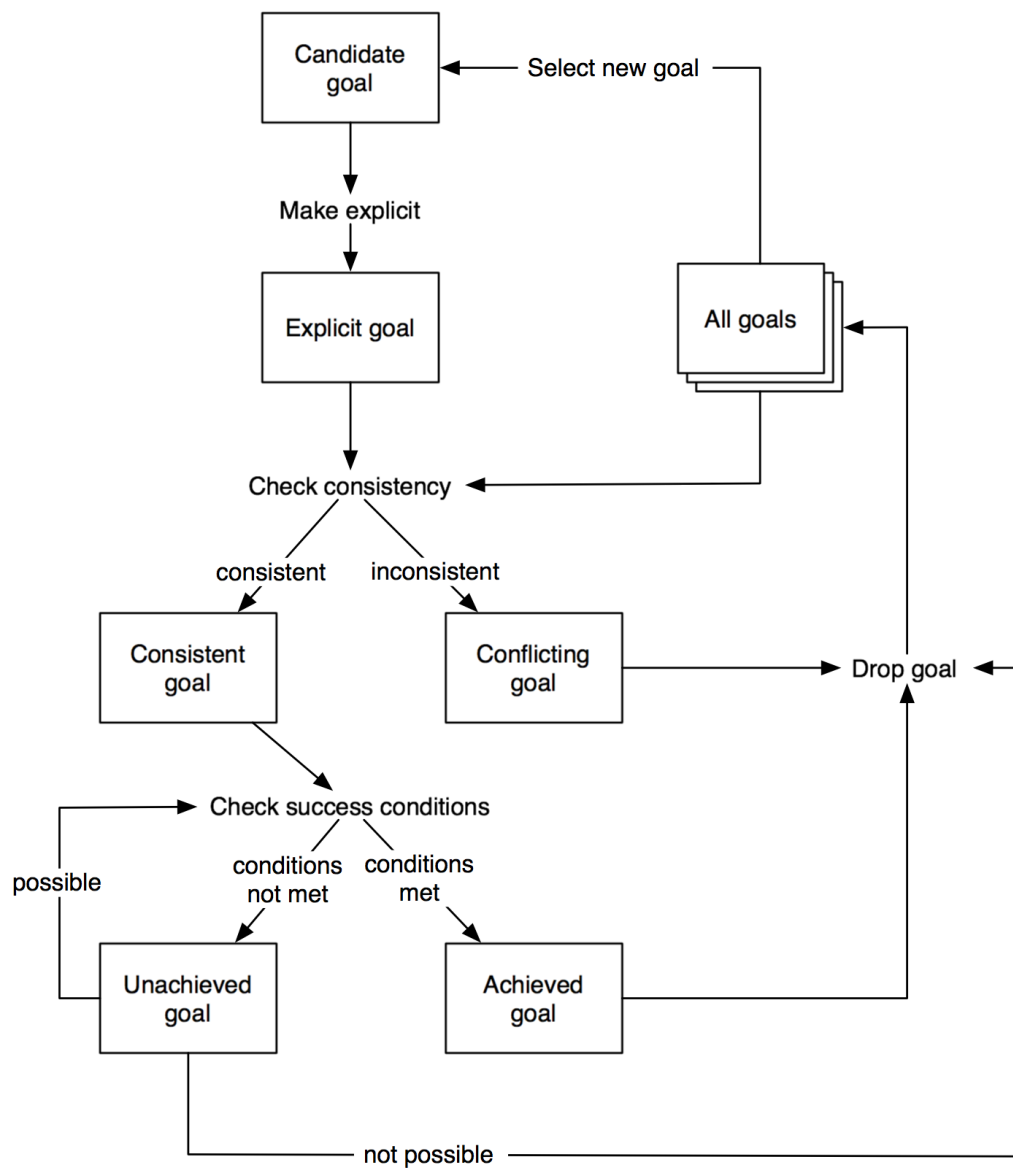 Candidate
goal
Select new goal
Make explicit
Explicit goal
All goals
Check consistency
consistent
inconsistent
Consistent
goal
Conflicting
goal
Drop goal
Check success conditions
conditions
not met
conditions
met
possible
Unachieved
goal
Achieved
goal
not possible